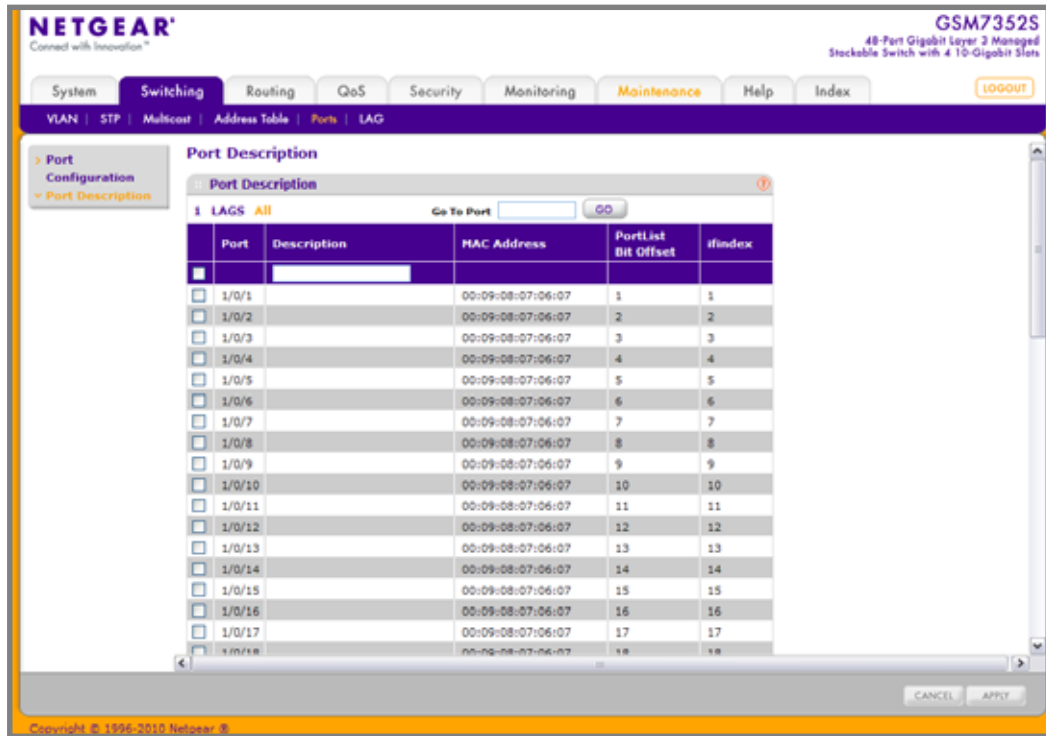 NETGEAR®
Connect with Innovation™
GSM7352S
48-Port Gigabit Layer 3 Managed
Stackable Switch with 4 10-Gigabit Slots
System Switching Routing QoS Security Monitoring Maintenance Help Index LOGOUT
VLAN | STP | Multicast | Address Table | Ports | LAG
Port Configuration
Port Description
Port Description
Port Description
1 LAGS All Go To Port GO
Port Description MAC Address PortList Bit Offset ifindex
1/0/1 00:09:08:07:06:07 1 1
1/0/2 00:09:08:07:06:07 2 2
1/0/3 00:09:08:07:06:07 3 3
1/0/4 00:09:08:07:06:07 4 4
1/0/5 00:09:08:07:06:07 5 5
1/0/6 00:09:08:07:06:07 6 6
1/0/7 00:09:08:07:06:07 7 7
1/0/8 00:09:08:07:06:07 8 8
1/0/9 00:09:08:07:06:07 9 9
1/0/10 00:09:08:07:06:07 10 10
1/0/11 00:09:08:07:06:07 11 11
1/0/12 00:09:08:07:06:07 12 12
1/0/13 00:09:08:07:06:07 13 13
1/0/14 00:09:08:07:06:07 14 14
1/0/15 00:09:08:07:06:07 15 15
1/0/16 00:09:08:07:06:07 16 16
1/0/17 00:09:08:07:06:07 17 17
1/0/18 00:09:08:07:06:07 18 18
CANCEL APPLY
Copyright © 1996-2010 Netgear ®